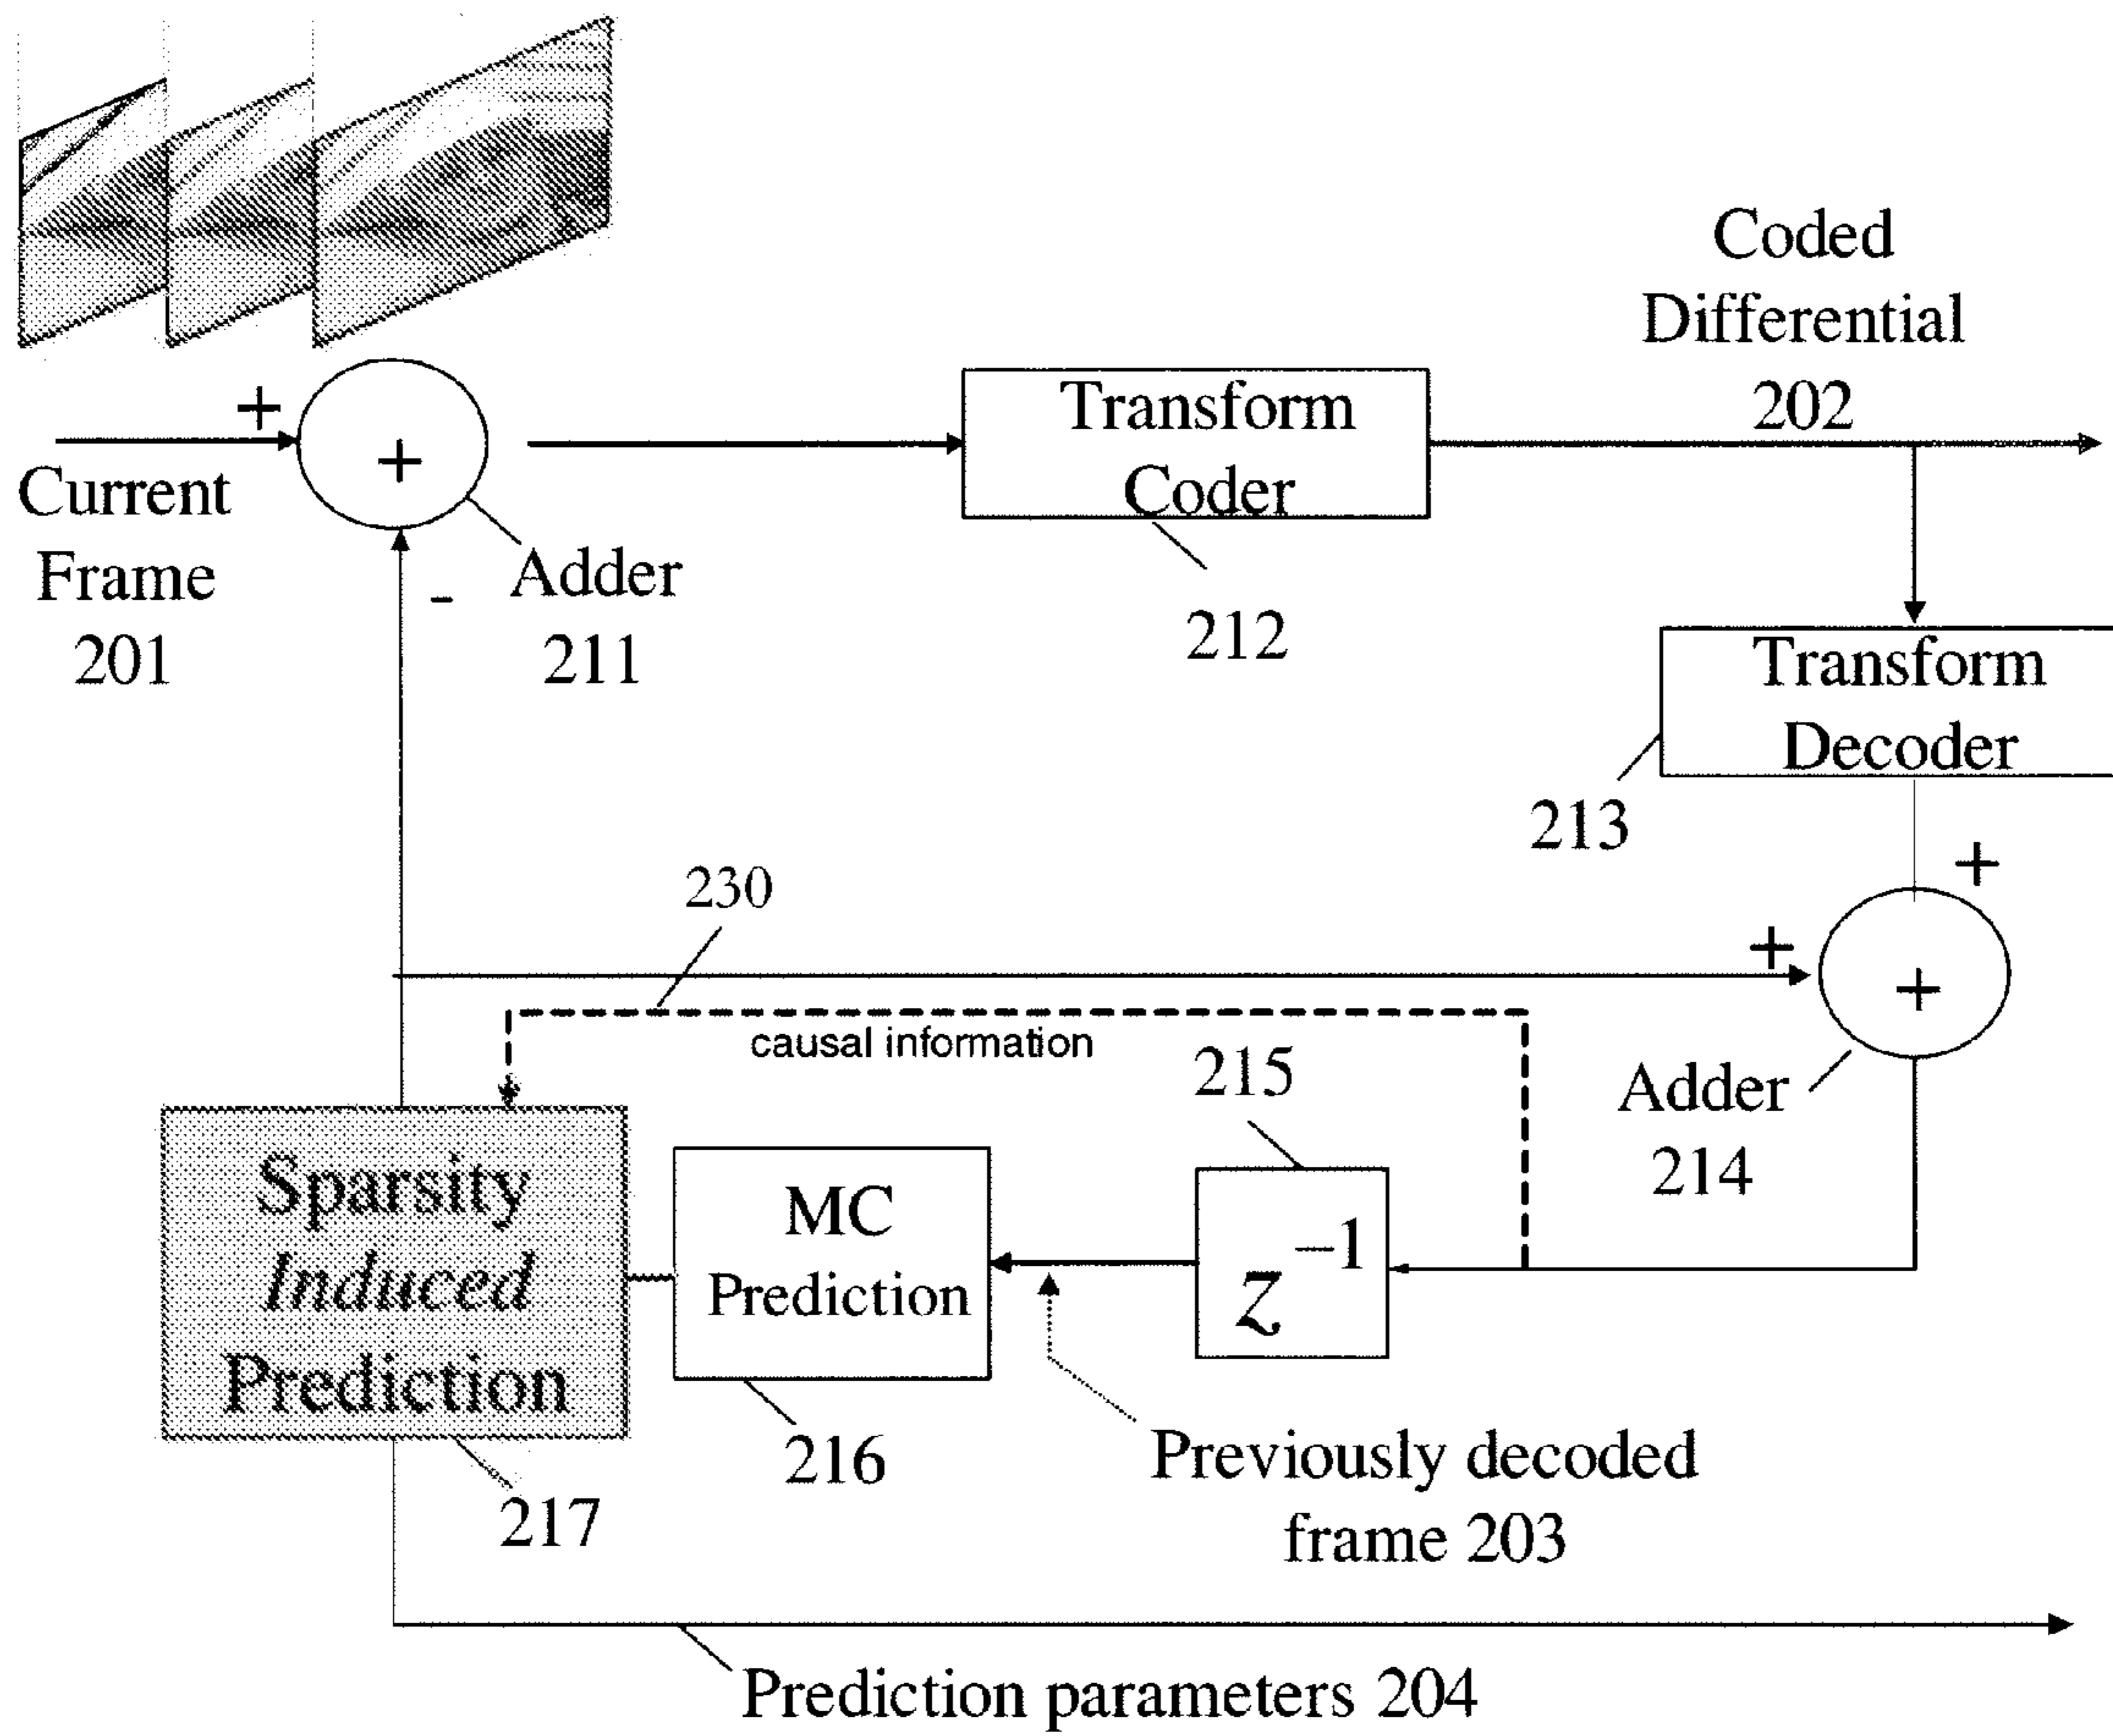 Coded
Differential
202
+
+
Current
Frame
201
-
Adder
211
Transform
Coder
212
Transform
Decoder
213
+
230
+
+
causal information
Adder
214
215
z
–1
MC
Prediction
216
Sparsity
Induced
Prediction
217
Previously decoded
frame 203
Prediction parameters 204